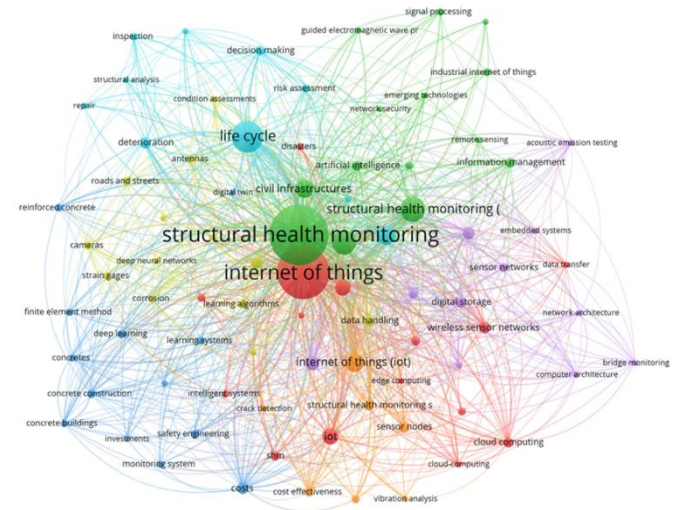 signal processing
guided electromagnetic wave pr
inspection
decision making
industrial internet of things
structural analysis
risk assessment
condition assessments
emerging technologies
repair
network security
life cycle
deterioration
disasters
remote sensing
acoustic emission testing
antennas
artificial intelligence
information management
roads and streets
digital twin
civil infrastructures
reinforced concrete
structural health monitoring (
structural health monitoring
embedded systems
cameras
deep neural networks
sensor networks
data transfer
strain gages
internet of things
corrosion
learning algorithms
digital storage
finite element method
data handling
network architecture
deep learning
learning systems
wireless sensor networks
concretes
internet of things (iot)
bridge monitoring
edge computing
computer architecture
concrete construction
intelligent systems
crack detection
structural health monitoring s
concrete buildings
investments
safety engineering
iot
sensor nodes
cloud computing
shm
monitoring system
cloud-computing
costs
cost effectiveness
vibration analysis